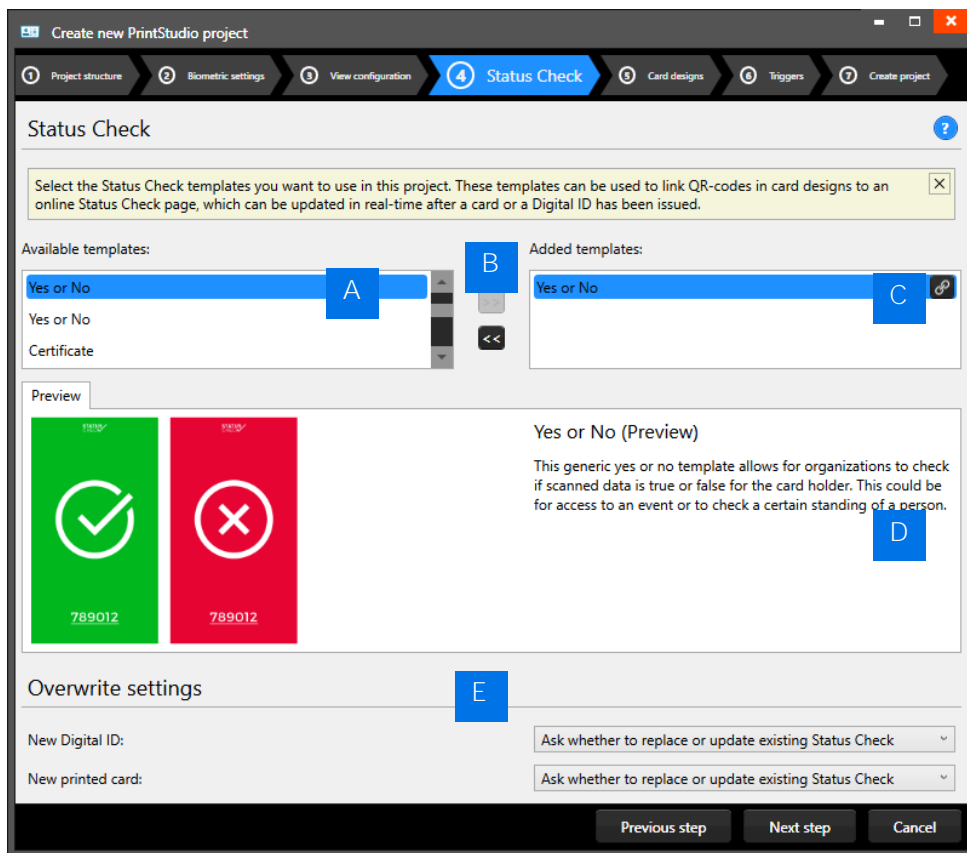 Create new PrintStudio project
1 Project structure 2 Biometric settings 3 View configuration 4 Status Check 5 Card designs 6 Triggers 7 Create project
Status Check
?
Select the Status Check templates you want to use in this project. These templates can be used to link QR-codes in card designs to an
online Status Check page, which can be updated in real-time after a card or a Digital ID has been issued.
Available templates:
B
Added templates:
Yes or No
A
Yes or No
C
>>
Yes or No
<<
Certificate
Preview
Yes or No (Preview)
This generic yes or no template allows for organizations to check
if scanned data is true or false for the card holder. This could be
for access to an event or to check a certain standing of a person.
D
789012
789012
Overwrite settings
E
New Digital ID:
Ask whether to replace or update existing Status Check
New printed card:
Ask whether to replace or update existing Status Check
Previous step
Next step
Cancel